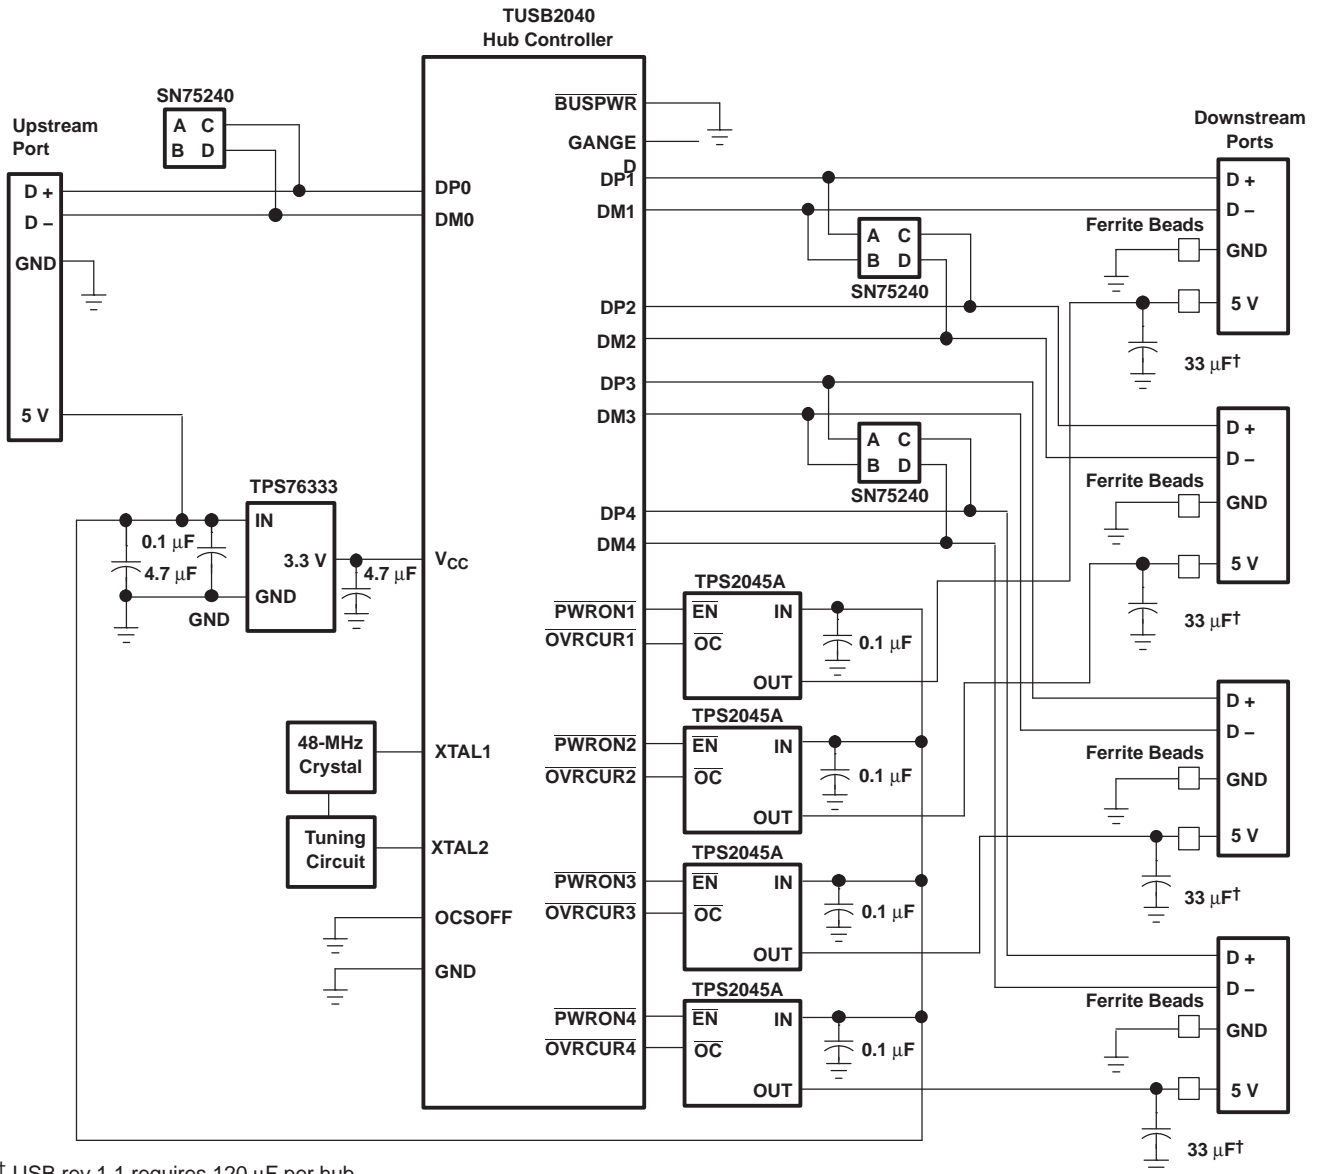 TUSB2040
Hub Controller
SN75240
A C
B D
Upstream
Port
D +
D –
GND
5 V
BUSPWR
GANGE
D
DP0
DM0
DP1
DM1
DP2
DM2
DP3
DM3
DP4
DM4
A C
B D
SN75240
A C
B D
SN75240
Downstream
Ports
D +
D –
Ferrite Beads
GND
5 V
33 µF†
D +
D –
Ferrite Beads
GND
5 V
33 µF†
D +
D –
Ferrite Beads
GND
5 V
33 µF†
D +
D –
Ferrite Beads
GND
5 V
33 µF†
TPS76333
IN
0.1 µF
4.7 µF
3.3 V
GND
GND
4.7 µF
VCC
PWRON1
OVRCUR1
TPS2045A
EN IN
OC
OUT
0.1 µF
PWRON2
OVRCUR2
TPS2045A
EN IN
OC
OUT
0.1 µF
PWRON3
OVRCUR3
TPS2045A
EN IN
OC
OUT
0.1 µF
PWRON4
OVRCUR4
TPS2045A
EN IN
OC
OUT
0.1 µF
48-MHz
Crystal
XTAL1
Tuning
Circuit
XTAL2
OCSOFF
GND
† USB rev 1.1 requires 120 µF per hub